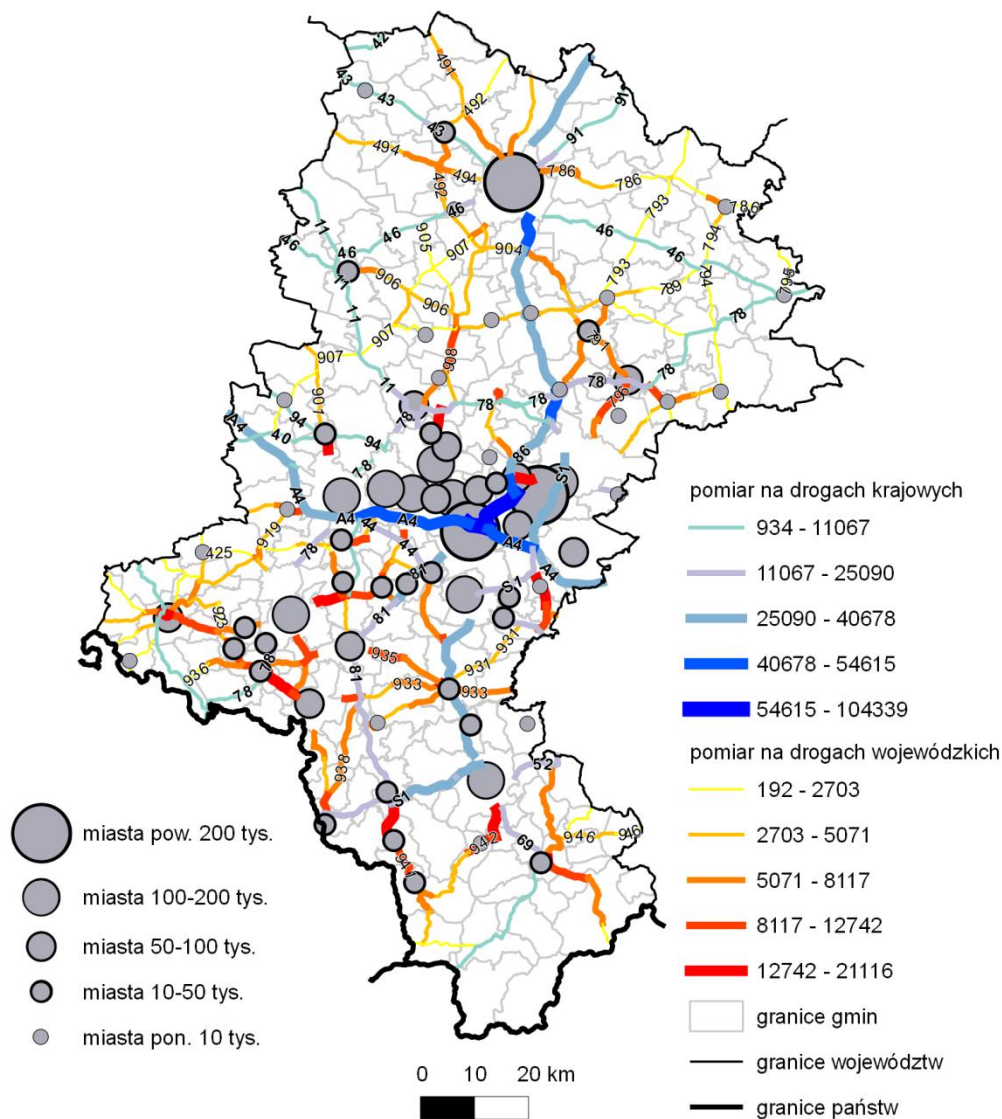 42
491
492
91
43
43
43
91
494
494
492
786
786
786
793
794
46
11
46
46
46
905
907
904
46
46
793
794
789
795
78
11
906
906
11
907
907
908
791
901
11
78
78
78
78
796
94
40
94
78
A4
86
S1
A4
A4
44
A4
A4
A4
78
44
919
425
81
S1
81
923
931
935
931
936
78
78
81
933
933
938
S1
52
69
942
941
946
946
pomiar na drogach krajowych
934 - 11067
11067 - 25090
25090 - 40678
40678 - 54615
54615 - 104339
pomiar na drogach wojewódzkich
192 - 2703
2703 - 5071
5071 - 8117
8117 - 12742
12742 - 21116
granice gmin
granice województw
granice państw
miasta pow. 200 tys.
miasta 100-200 tys.
miasta 50-100 tys.
miasta 10-50 tys.
miasta pon. 10 tys.
0 10 20 km